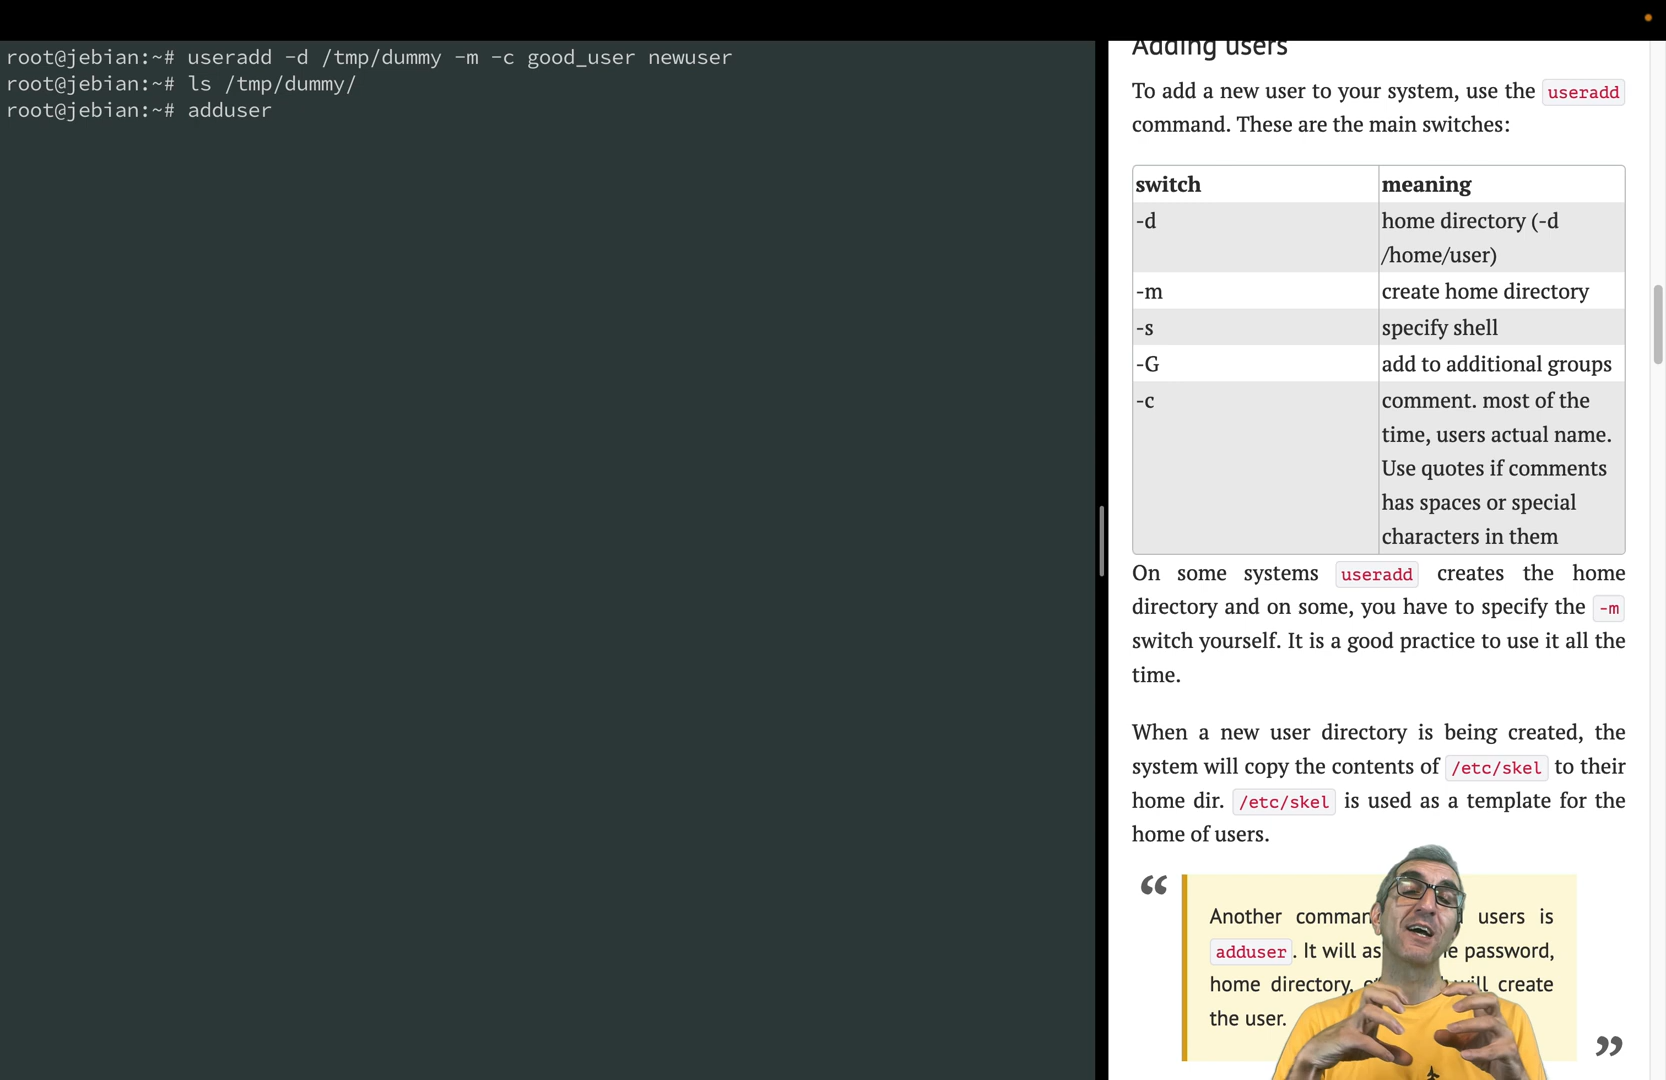 root@jebian:~# useradd -d /tmp/dummy -m -c good_user newuser
root@jebian:~# ls /tmp/dummy/
root@jebian:~# adduser
Adding users
To add a new user to your system, use the useradd
command. These are the main switches:
switch meaning
-d home directory (-d
/home/user)
-m create home directory
-s specify shell
-G add to additional groups
-c comment. most of the
time, users actual name.
Use quotes if comments
has spaces or special
characters in them
On some systems useradd creates the home
directory and on some, you have to specify the -m
switch yourself. It is a good practice to use it all the
time.
When a new user directory is being created, the
system will copy the contents of /etc/skel to their
home dir. /etc/skel is used as a template for the
home of users.
“
Another users is
adduser. It will password,
home directory, create
the user.
”